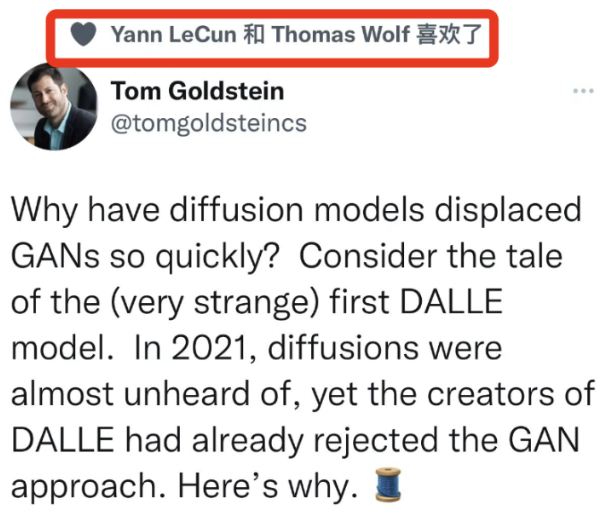 Yann LeCun 和 Thomas Wolf 喜欢了
Tom Goldstein
@tomgoldsteincs
Why have diffusion models displaced
GANs so quickly?  Consider the tale
of the (very strange) first DALLE
model.  In 2021, diffusions were
almost unheard of, yet the creators of
DALLE had already rejected the GAN
approach. Here’s why. 🧵